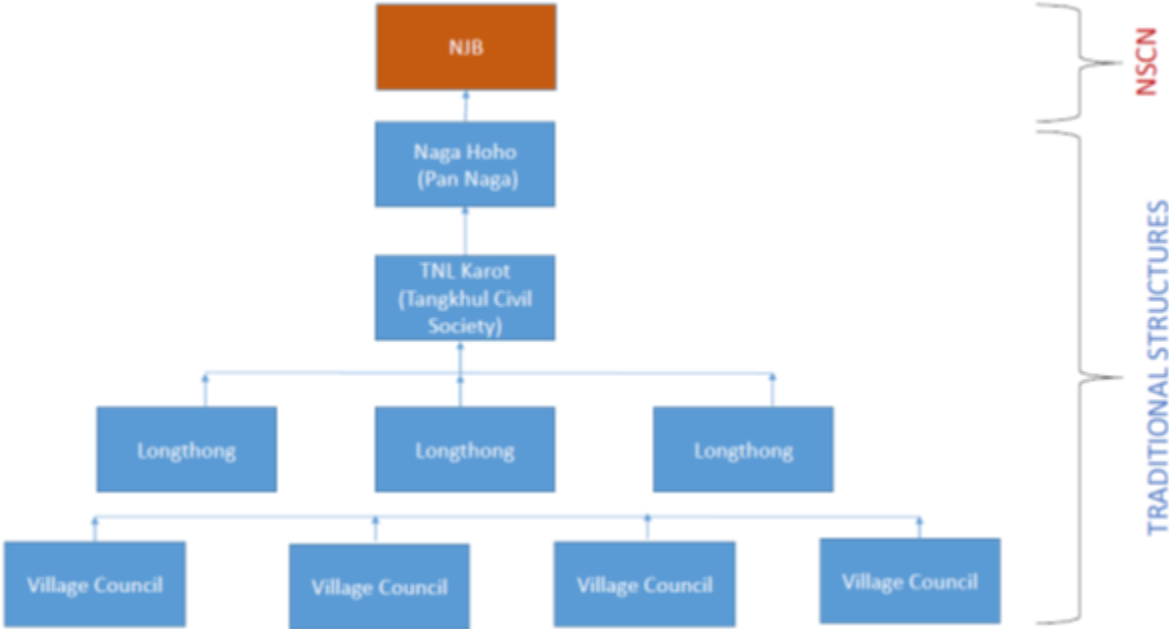 NJB
NSCN
Naga Hoho
(Pan Naga)
TNL Karot
(Tangkhul Civil
Society)
TRADITIONAL STRUCTURES
Longthong
Longthong
Longthong
Village Council
Village Council
Village Council
Village Council